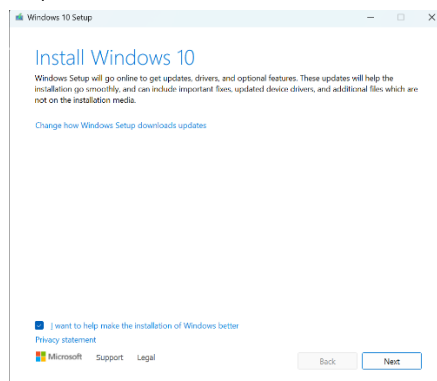 Windows 10 Setup
Install Windows 10
Windows Setup will go online to get updates, drivers, and optional features. These updates will help the
installation go smoothly, and can include important fixes, updated device drivers, and additional files which are
not on the installation media.
Change how Windows Setup downloads updates
I want to help make the installation of Windows better
Privacy statement
Microsoft Support Legal
Back Next